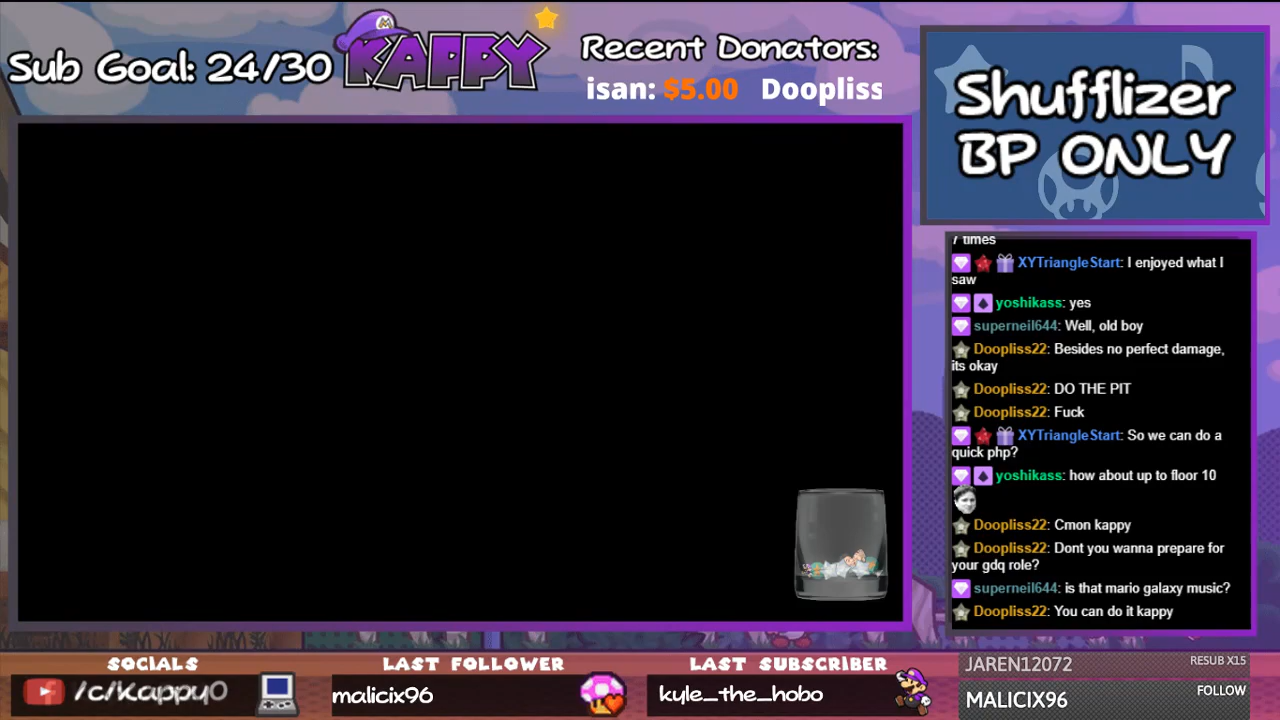 Sub Goal: 24/30
KAPPY
M
Recent Donators:
isan: $5.00 Doopliss
Shufflizer
BP ONLY
7 times
XYTriangleStart: I enjoyed what I
saw
yoshikass: yes
superneil644: Well, old boy
Doopliss22: Besides no perfect damage,
its okay
Doopliss22: DO THE PIT
Doopliss22: Fuck
XYTriangleStart: So we can do a
quick php?
yoshikass: how about up to floor 10
Doopliss22: Cmon kappy
Doopliss22: Dont you wanna prepare for
your gdq role?
superneil644: is that mario galaxy music?
Doopliss22: You can do it kappy
SOCIALS
/c/Kappy0
LAST FOLLOWER
malicix96
LAST SUBSCRIBER
kyle_the_hobo
JAREN12072 RESUB X15
MALICIX96 FOLLOW